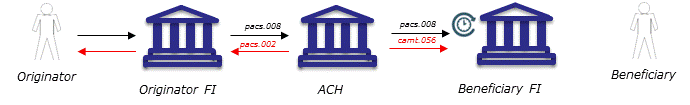 pacs.008
pacs.002
pacs.008
camt.056
Originator
Originator FI
ACH
Beneficiary FI
Beneficiary